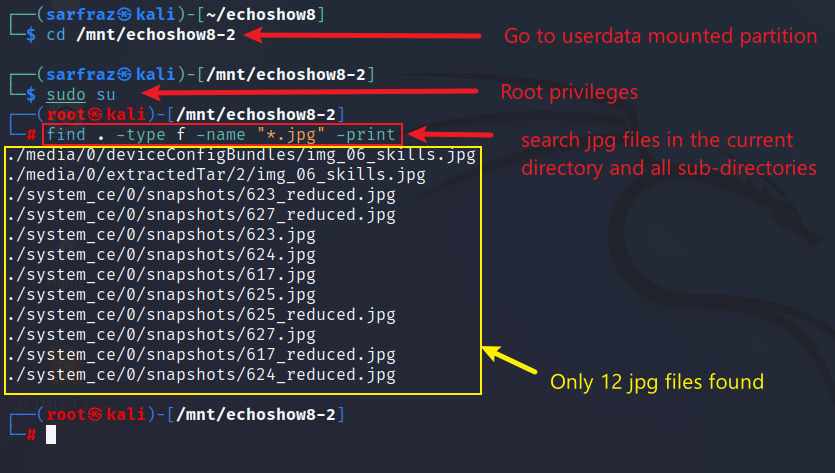 ┌──(sarfraz㉿kali)-[~/echoshow8]
└─$ cd /mnt/echoshow8-2
Go to userdata mounted partition
┌──(sarfraz㉿kali)-[/mnt/echoshow8-2]
└─$ sudo su
Root privileges
┌──(root㉿kali)-[/mnt/echoshow8-2]
└─# find . -type f -name "*.jpg" -print
search jpg files in the current
directory and all sub-directories
./media/0/deviceConfigBundles/img_06_skills.jpg
./media/0/extractedTar/2/img_06_skills.jpg
./system_ce/0/snapshots/623_reduced.jpg
./system_ce/0/snapshots/627_reduced.jpg
./system_ce/0/snapshots/623.jpg
./system_ce/0/snapshots/624.jpg
./system_ce/0/snapshots/617.jpg
./system_ce/0/snapshots/625.jpg
./system_ce/0/snapshots/625_reduced.jpg
./system_ce/0/snapshots/627.jpg
./system_ce/0/snapshots/617_reduced.jpg
./system_ce/0/snapshots/624_reduced.jpg
Only 12 jpg files found
┌──(root㉿kali)-[/mnt/echoshow8-2]
└─#